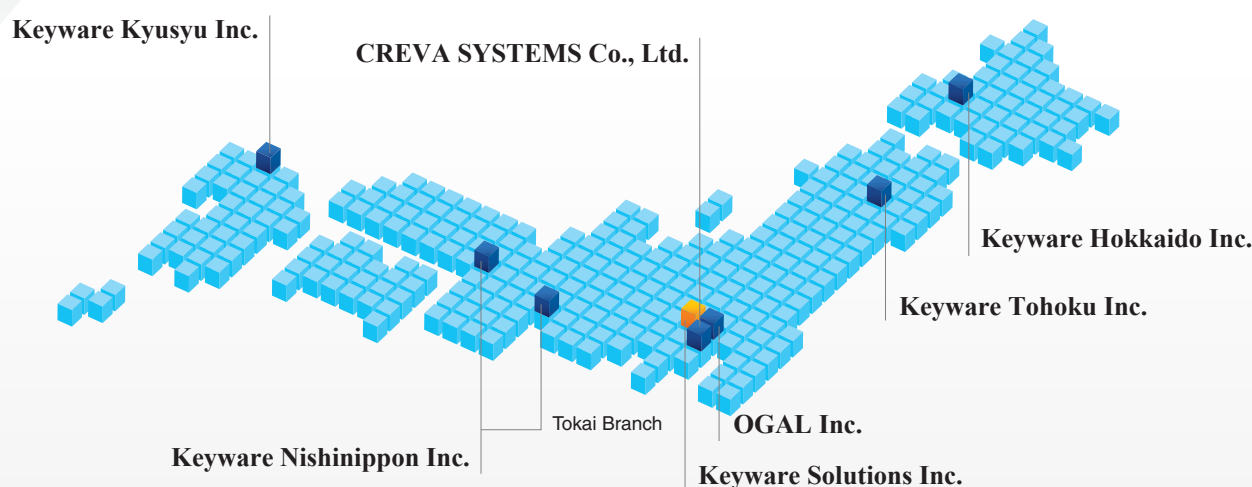 Keyware Kyusyu Inc.
CREVA SYSTEMS Co., Ltd.
Keyware Hokkaido Inc.
Keyware Tohoku Inc.
Tokai Branch
OGAL Inc.
Keyware Nishinippon Inc.
Keyware Solutions Inc.